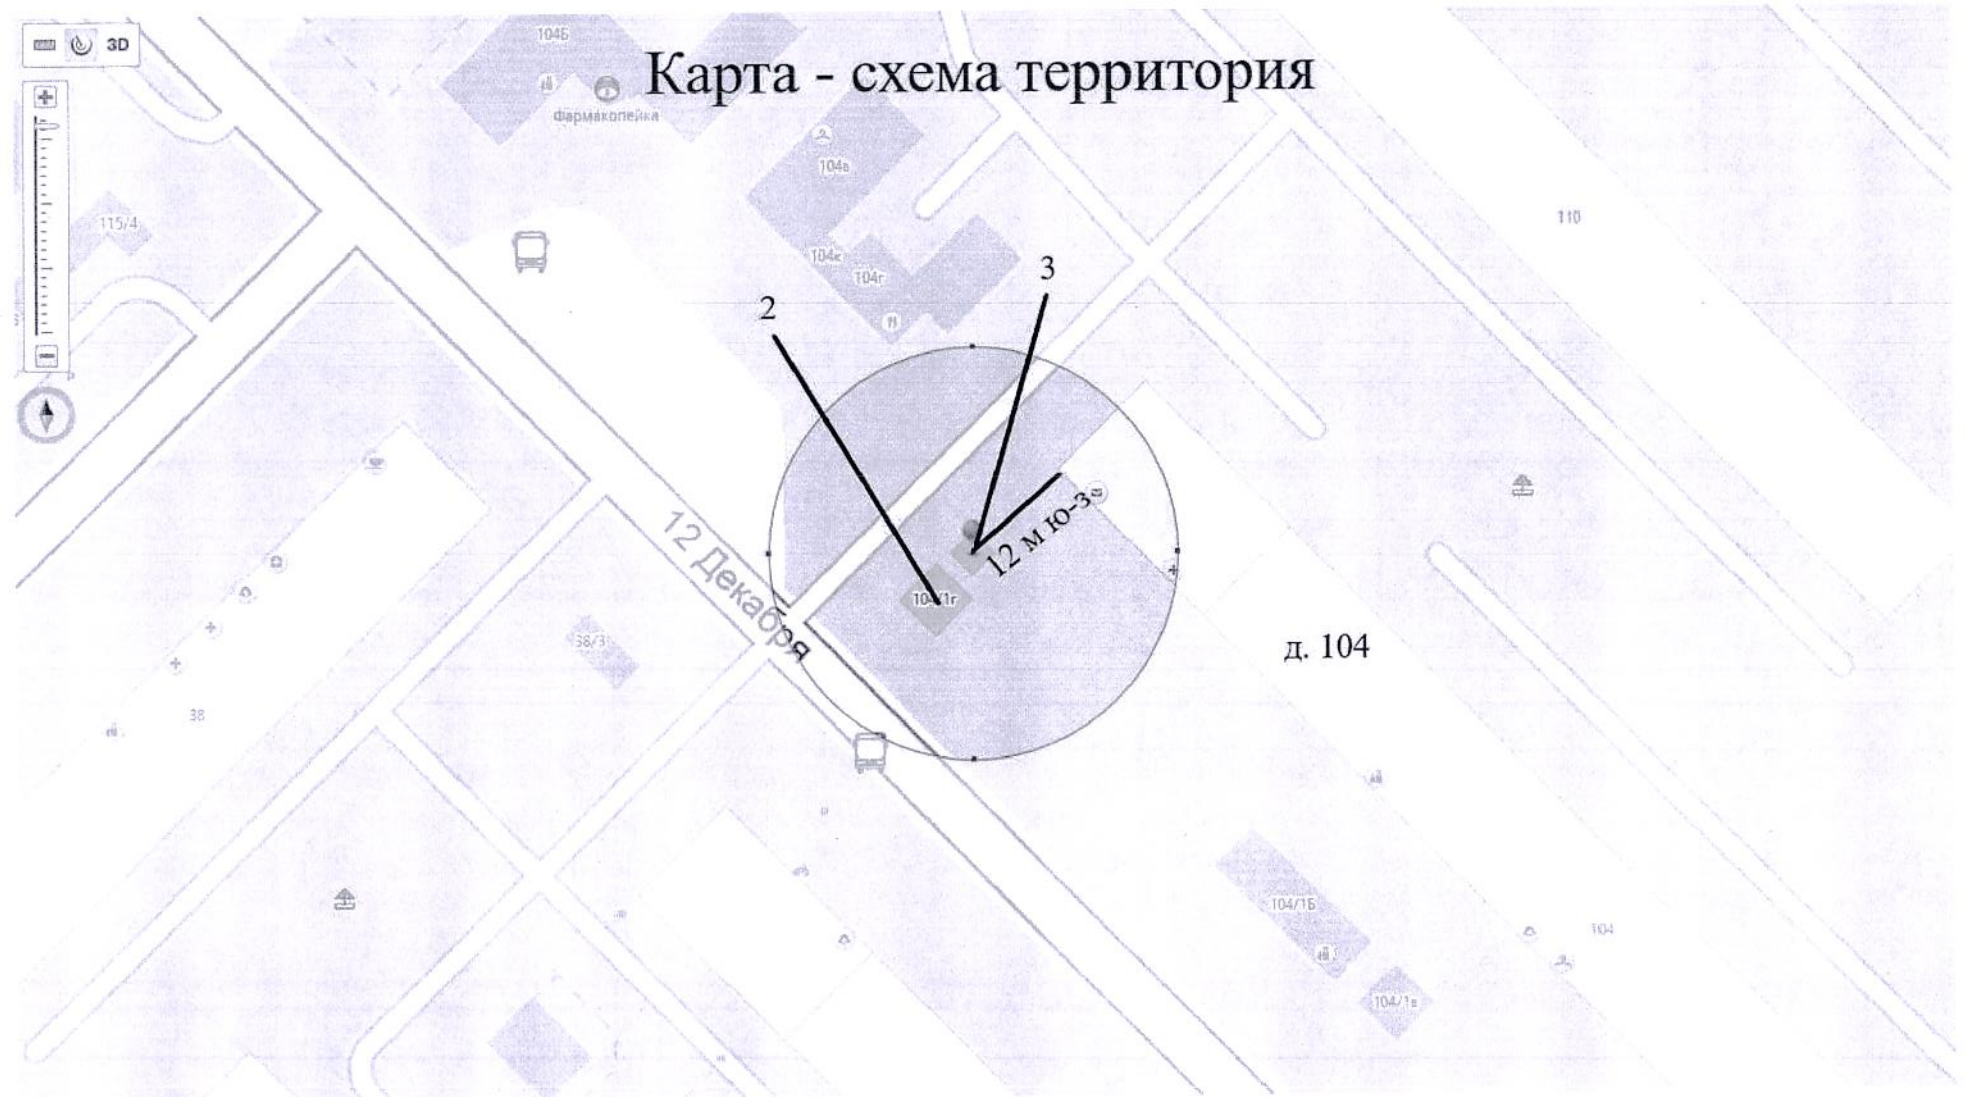 3D
104Б
Карта - схема территория
Фармакопейка
104в
115/4
110
104к
104г
3
2
12 м ю-з
12 Декабря
104/1г
38/3
д. 104
38
104/1Б
104
104/1в